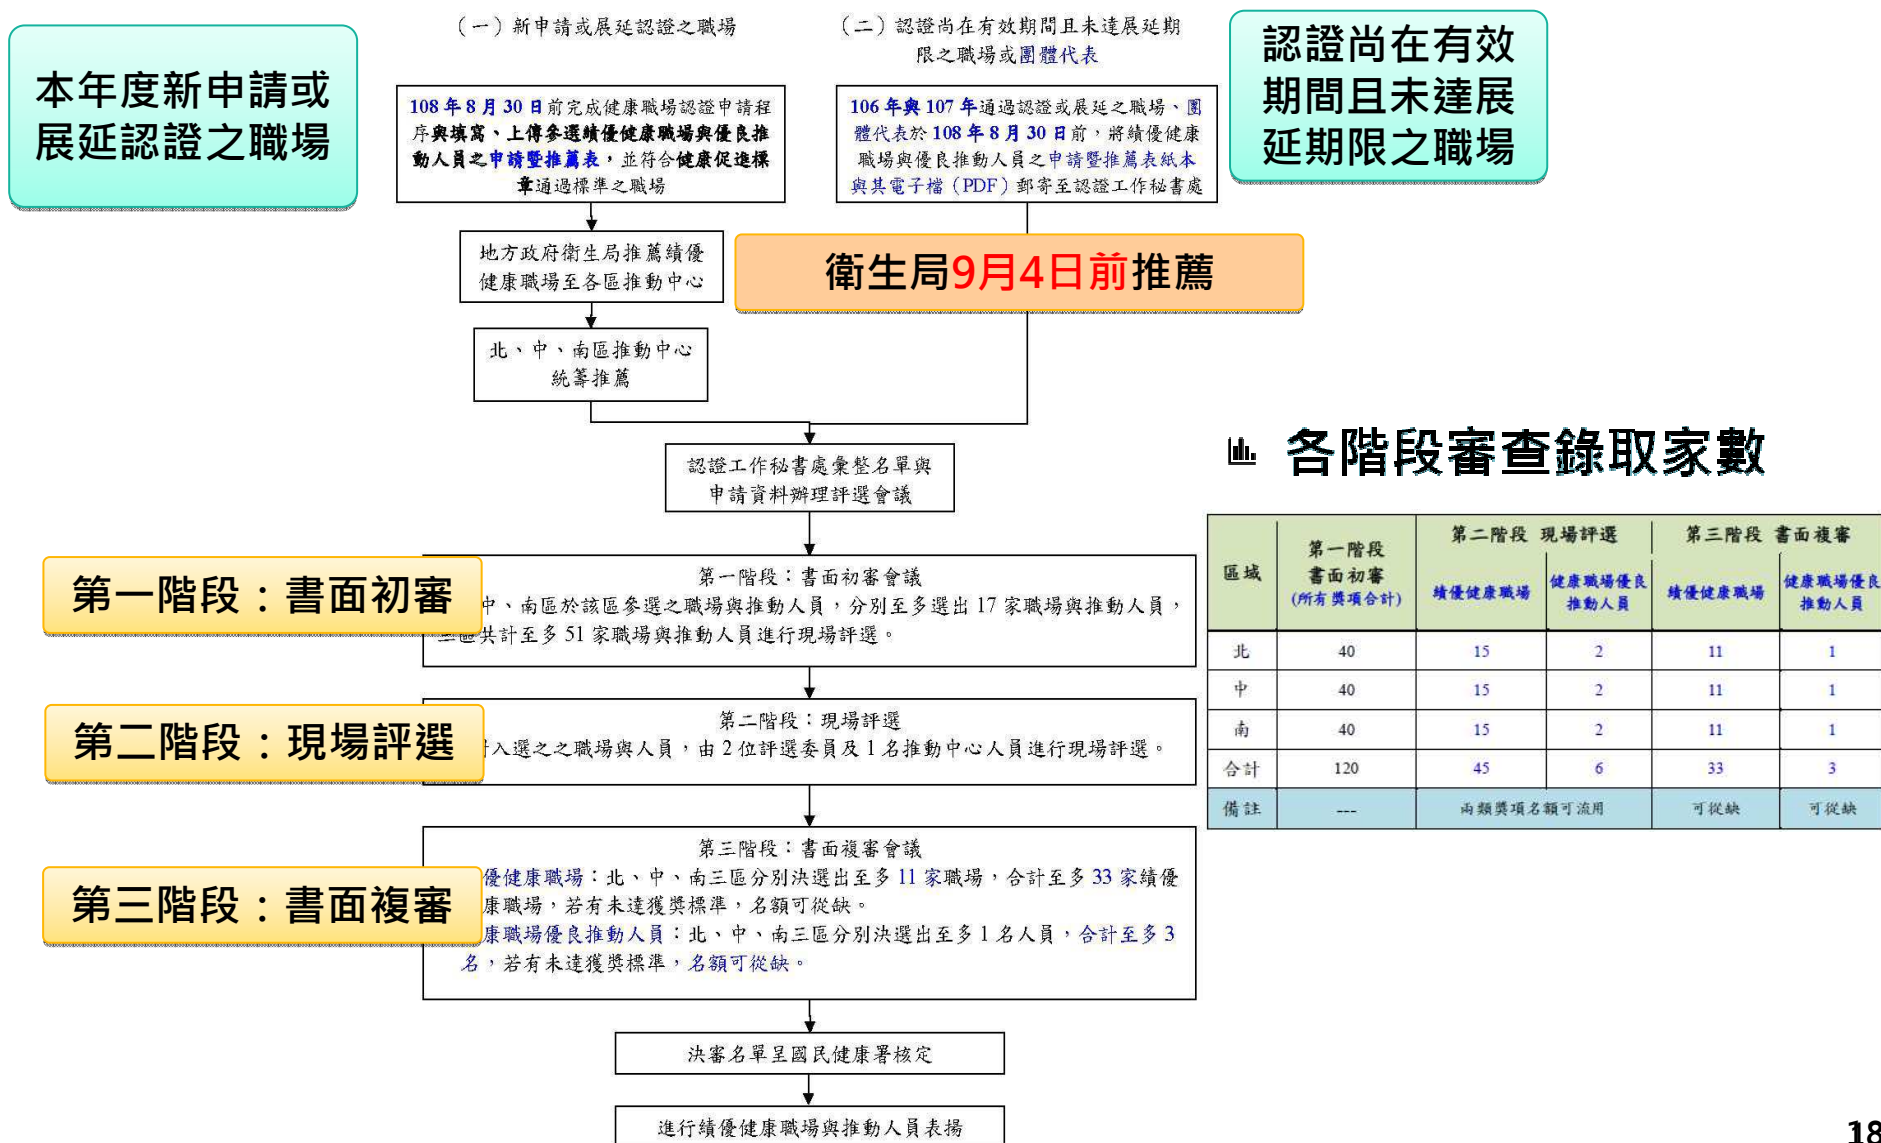 本年度新申請或
展延認證之職場
（一）新申請或展延認證之職場
（二）認證尚在有效期間且未達展延期
限之職場或團體代表
認證尚在有效
期間且未達展
延期限之職場
108 年 8 月 30 日前完成健康職場認證申請程
序與填寫、上傳參選績優健康職場與優良推
動人員之申請暨推薦表，並符合健康促進標
章通過標準之職場
106 年與 107 年通過認證或展延之職場、團
體代表於 108 年 8 月 30 日前，將績優健康
職場與優良推動人員之申請暨推薦表紙本
與其電子檔（PDF）郵寄至認證工作秘書處
地方政府衛生局推薦績優
健康職場至各區推動中心
衛生局9月4日前推薦
北、中、南區推動中心
統籌推薦
認證工作秘書處彙整名單與
申請資料辦理評選會議
第一階段：書面初審
第一階段：書面初審會議
中、南區於該區參選之職場與推動人員，分別至多選出 17 家職場與推動人員，
共計至多 51 家職場與推動人員進行現場評選。
第二階段：現場評選
第二階段：現場評選
入選之之職場與人員，由 2 位評選委員及 1 名推動中心人員進行現場評選。
第三階段：書面複審
第三階段：書面複審會議
優健康職場：北、中、南三區分別決選出至多 11 家職場，合計至多 33 家績優
康職場，若有未達獲獎標準，名額可從缺。
康職場優良推動人員：北、中、南三區分別決選出至多 1 名人員，合計至多 3
名，若有未達獲獎標準，名額可從缺。
決審名單呈國民健康署核定
進行績優健康職場與推動人員表揚
各階段審查錄取家數
區域 第一階段 書面初審 (所有獎項合計) 第二階段 現場評選 第三階段 書面複審
績優健康職場 健康職場優良推動人員 績優健康職場 健康職場優良推動人員
北 40 15 2 11 1
中 40 15 2 11 1
南 40 15 2 11 1
合計 120 45 6 33 3
備註 --- 兩類獎項名額可流用 可從缺 可從缺
18